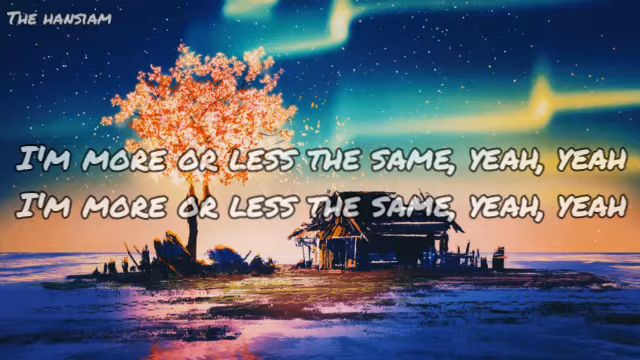 The hansiam
I'm more or less the same, yeah, yeah
I'm more or less the same, yeah, yeah